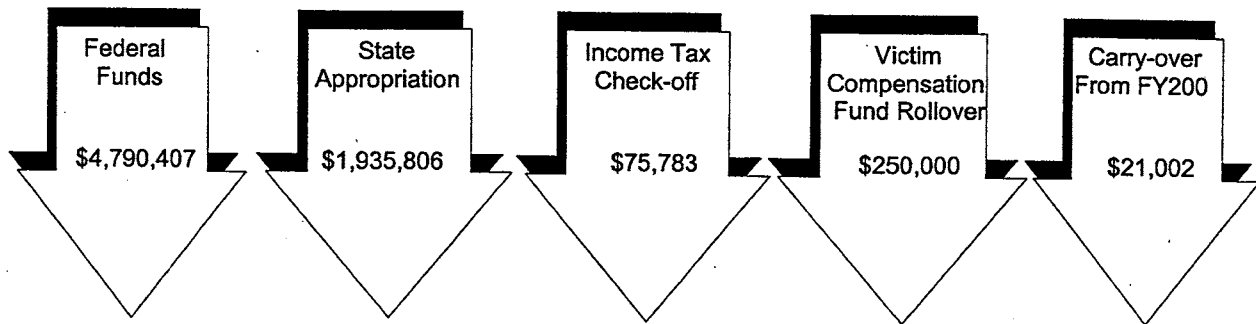 Federal
Funds
$4,790,407
State
Appropriation
$1,935,806
Income Tax
Check-off
$75,783
Victim
Compensation
Fund Rollover
$250,000
Carry-over
From FY200
$21,002